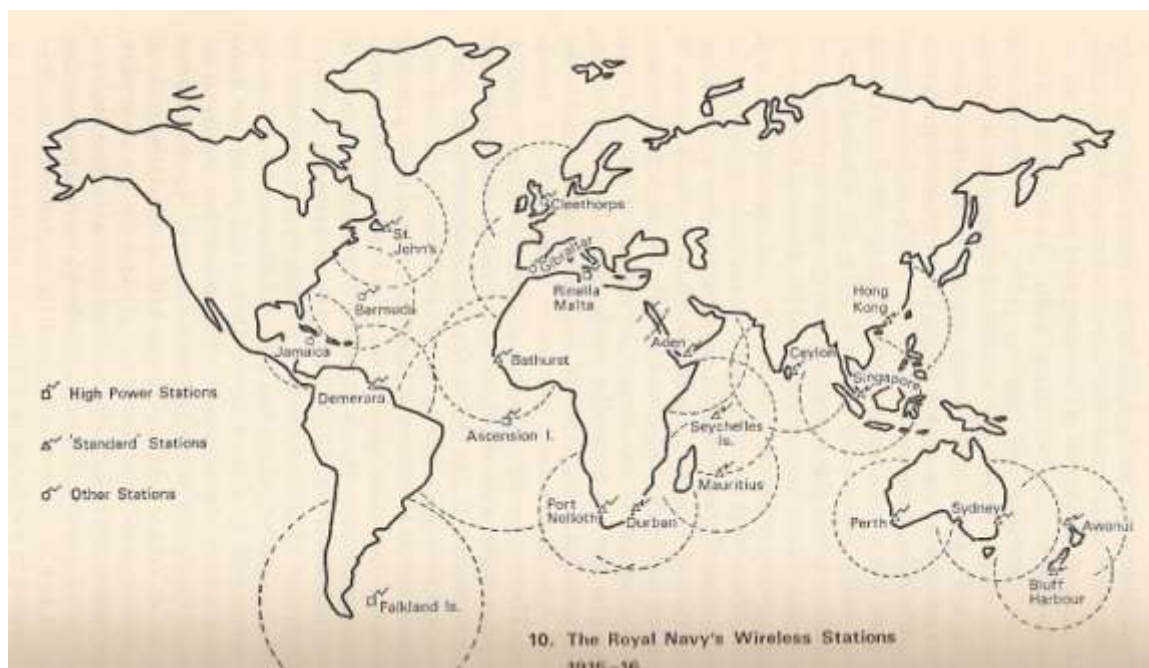 Cleethorps
St.
John's
Gibraltar
Rinella
Malta
Bermuda
Hong
Kong
Jamaica
Bathurst
Aden
Ceylon
Singapore
High Power Stations
Demerara
Ascension I.
Seychelles
Is.
'Standard' Stations
Mauritius
Other Stations
Port
Nolloth
Durban
Perth
Sydney
Awanui
Bluff
Harbour
Falkland Is.
10. The Royal Navy's Wireless Stations